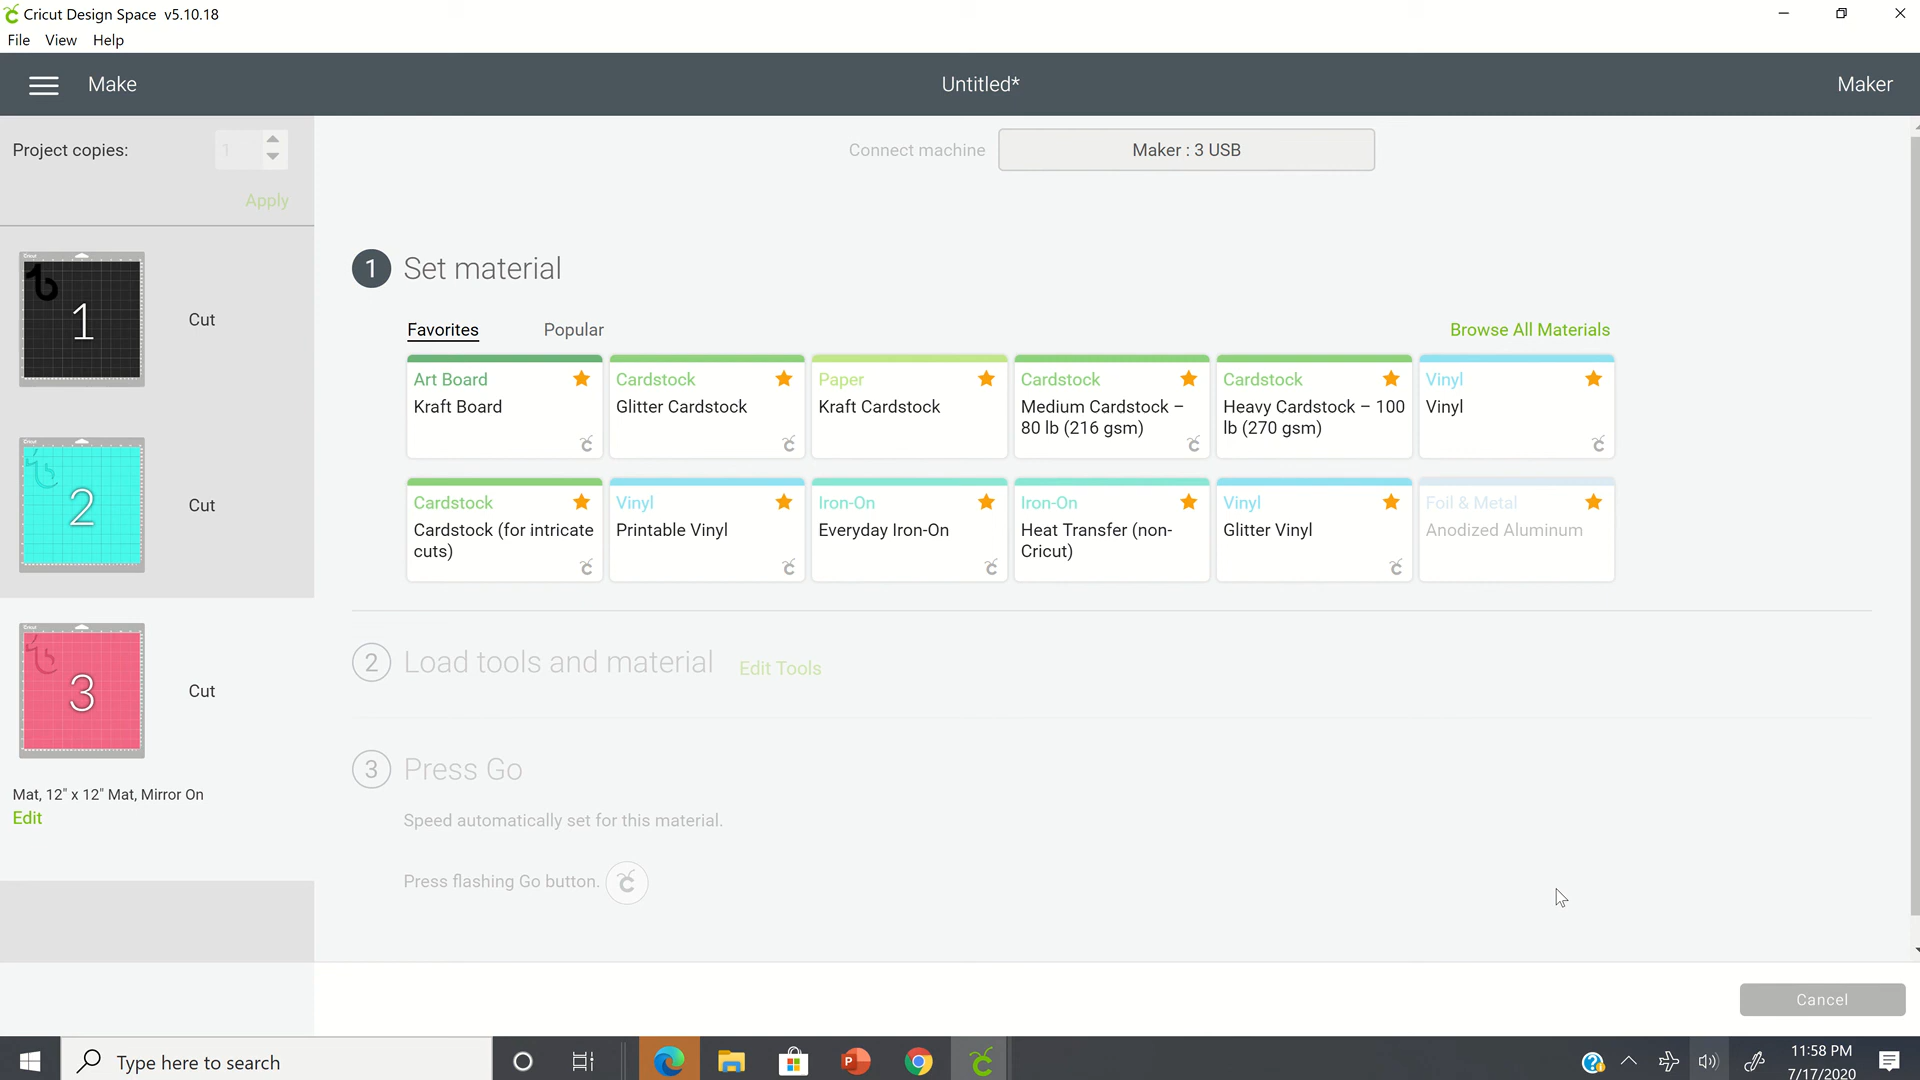 Cricut Design Space v5.10.18
File View Help
Make
Untitled*
Maker
Project copies:
1
Apply
Connect machine
Maker : 3 USB
1
Cut
2
Cut
3
Cut
Mat, 12" x 12" Mat, Mirror On
Edit
1 Set material
Favorites
Popular
Browse All Materials
Art Board
Kraft Board
Cardstock
Glitter Cardstock
Paper
Kraft Cardstock
Cardstock
Medium Cardstock –
80 lb (216 gsm)
Cardstock
Heavy Cardstock – 100
lb (270 gsm)
Vinyl
Vinyl
Cardstock
Cardstock (for intricate
cuts)
Vinyl
Printable Vinyl
Iron-On
Everyday Iron-On
Iron-On
Heat Transfer (non-
Cricut)
Vinyl
Glitter Vinyl
Foil & Metal
Anodized Aluminum
2 Load tools and material
Edit Tools
3 Press Go
Speed automatically set for this material.
Press flashing Go button.
Cancel
Type here to search
11:58 PM
7/17/2020